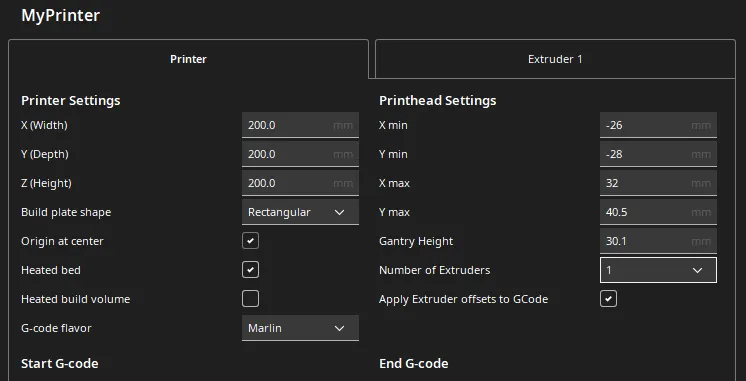 MyPrinter
Printer
Extruder 1
Printer Settings
X (Width) 200.0 mm
Y (Depth) 200.0 mm
Z (Height) 200.0 mm
Build plate shape Rectangular
Origin at center
Heated bed
Heated build volume
G-code flavor Marlin
Printhead Settings
X min -26 mm
Y min -28 mm
X max 32 mm
Y max 40.5 mm
Gantry Height 30.1 mm
Number of Extruders 1
Apply Extruder offsets to GCode
Start G-code
End G-code